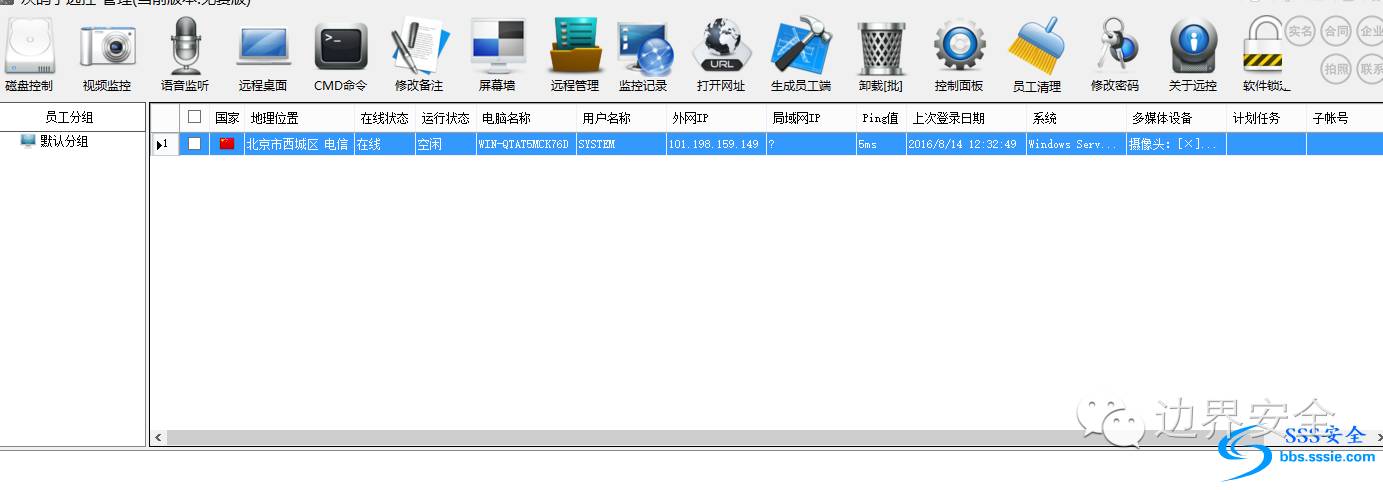 管理(当前版本:免费版)
磁盘控制 视频监控 语音监听 远程桌面 CMD命令 修改备注 屏幕墙 远程管理 监控记录 打开网址 生成员工端 卸载[批] 控制面板 员工清理 修改密码 关于远控 软件锁定
URL
实名 合同 企业
拍照 联系
员工分组
默认分组
国家 地理位置 在线状态 运行状态 电脑名称 用户名称 外网IP 局域网IP Ping值 上次登录日期 系统 多媒体设备 计划任务 子帐号
1 北京市西城区 电信 在线 空闲 WIN-QTAT5MCK76D SYSTEM 101.198.159.149 ? 5ms 2016/8/14 12:32:49 Windows Serv... 摄像头:[×]...
边界安全
SSS安全
bbs.sssie.com